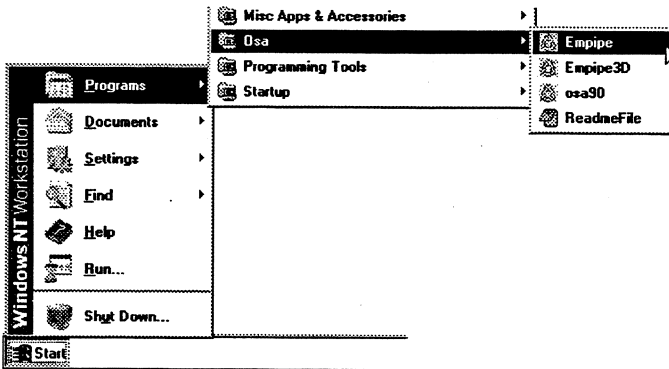 Misc Apps & Accessories
Osa
Programming Tools
Startup
Empipe
Empipe3D
osa90
ReadmeFile
Windows NT Workstation
Programs
Documents
Settings
Find
Help
Run...
Shut Down...
Start